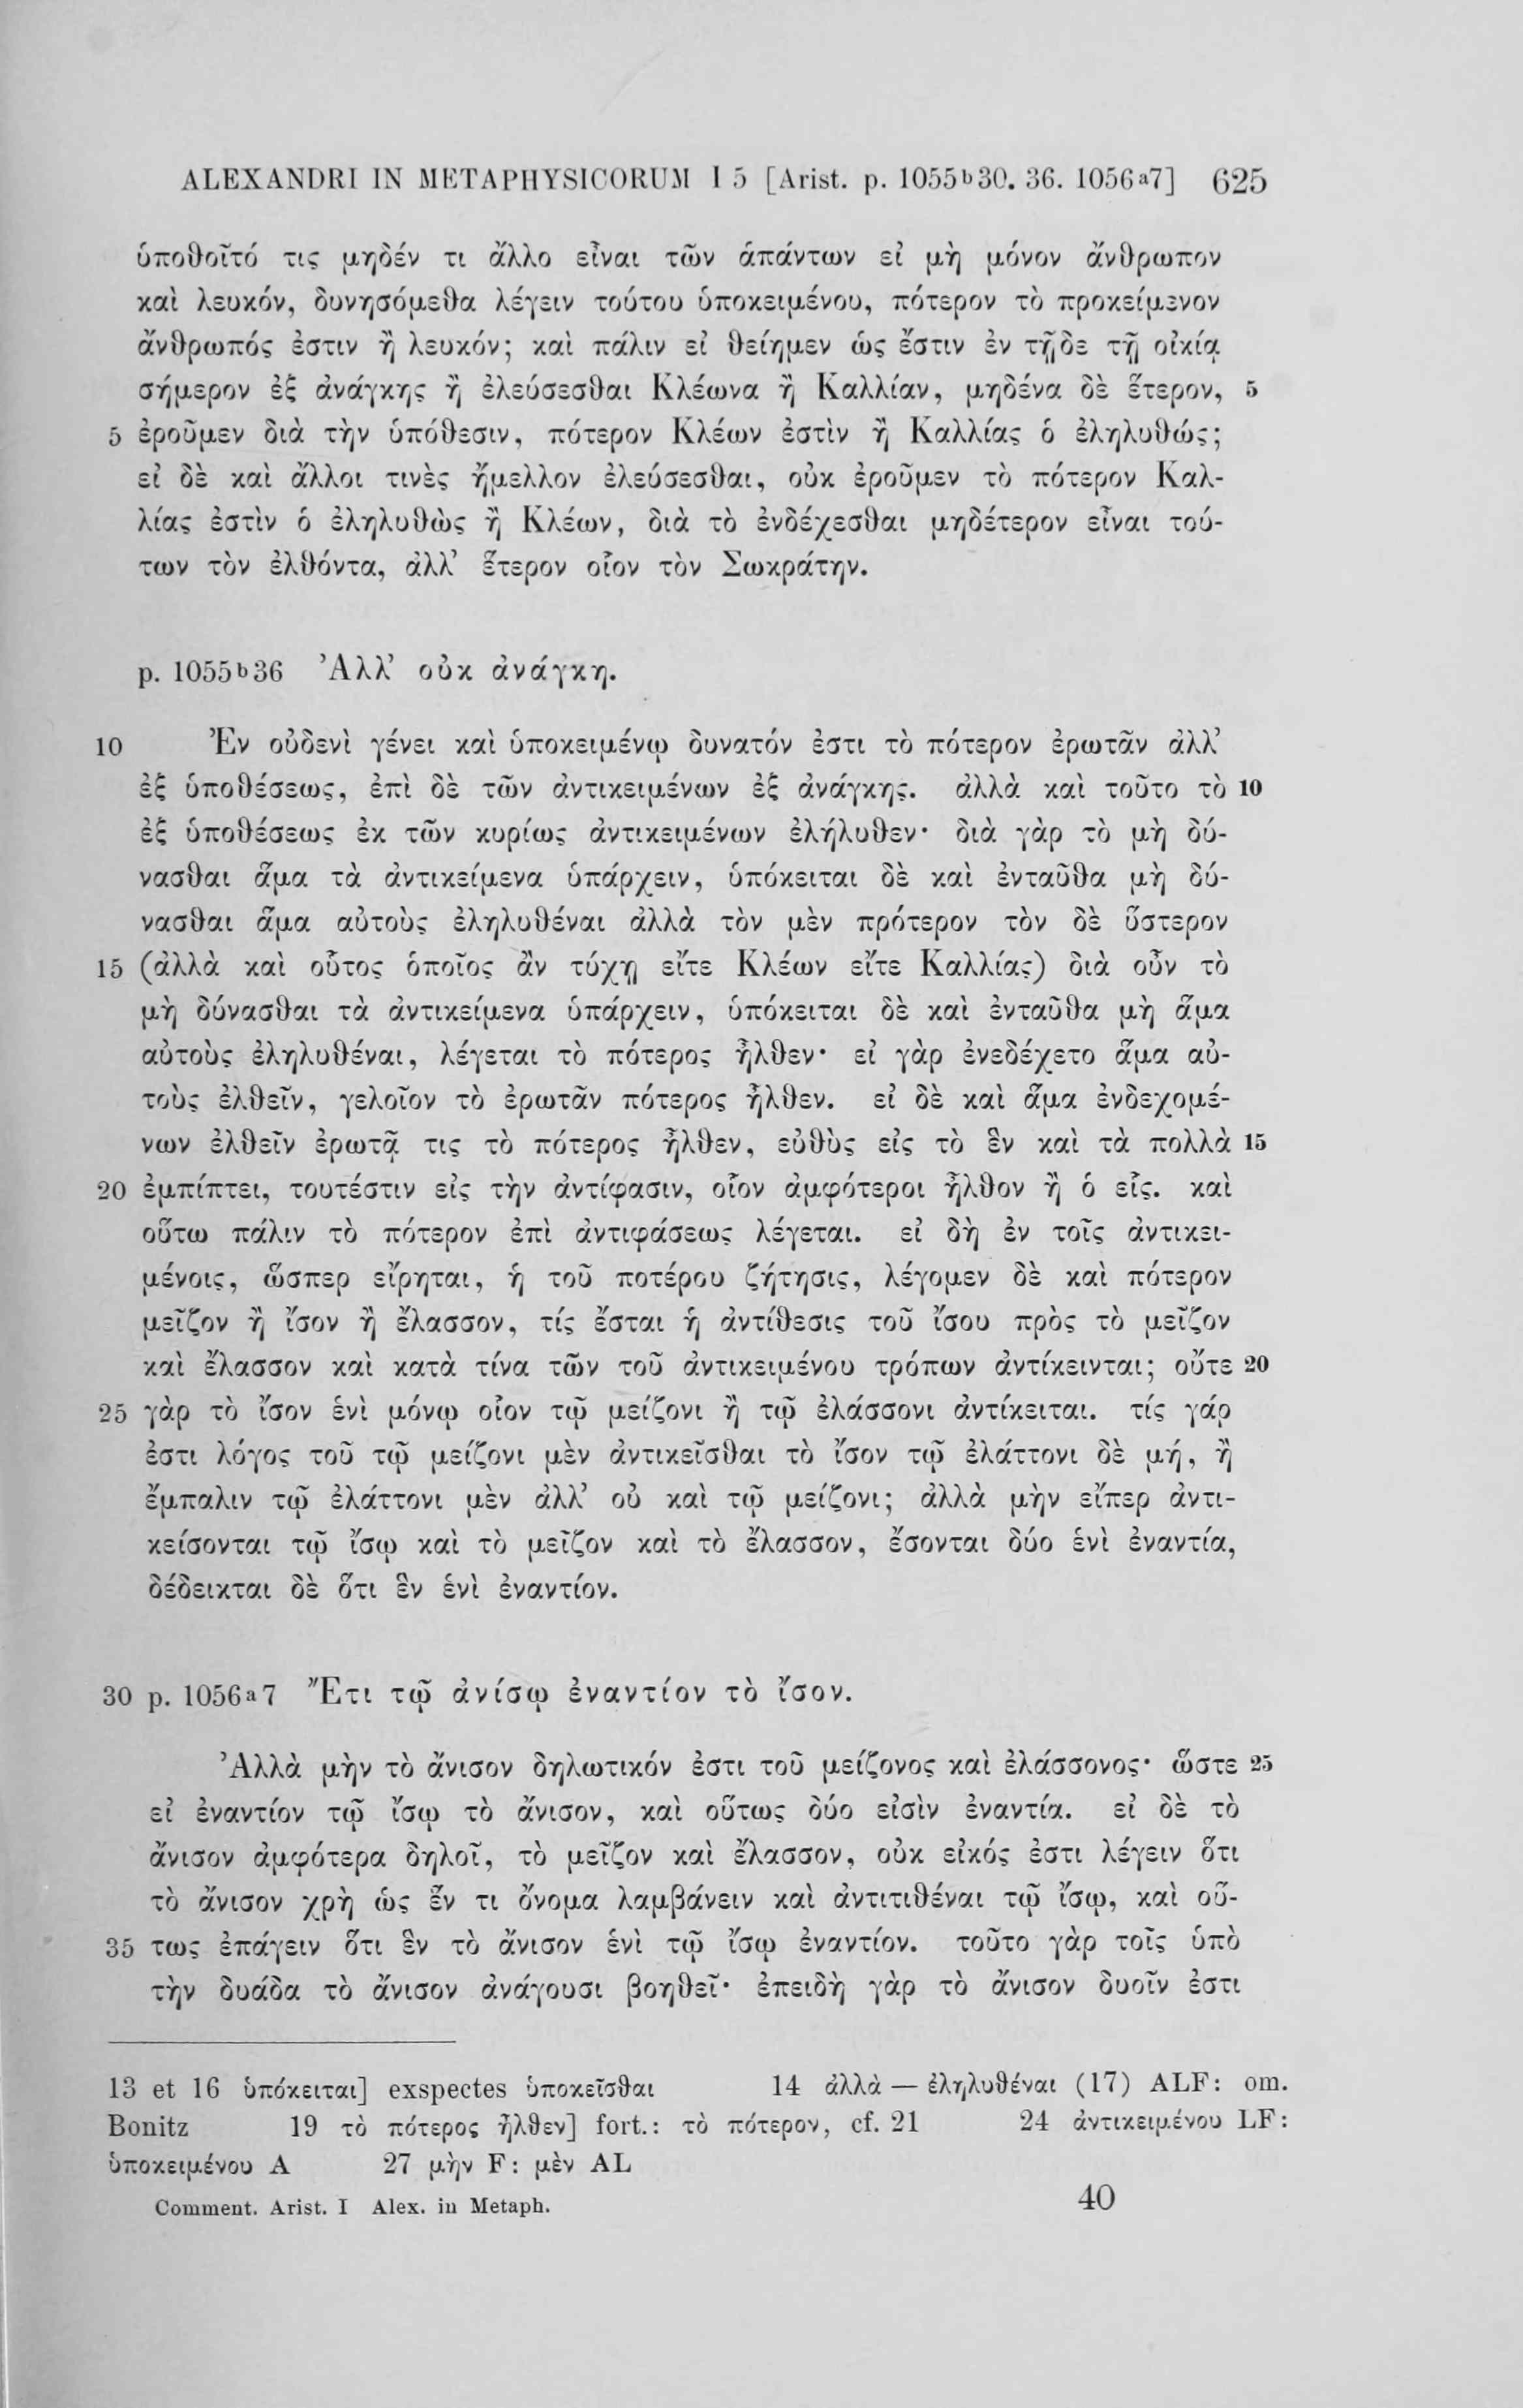 ALEXANDRI IN METAPHYSICORUM I 5 [Arist. p. 1055ᵇ30. 36. 1056ᵃ7] 625
ὑποθοῖτό τις μηδέν τι ἄλλο εἶναι τῶν ἁπάντων εἰ μὴ μόνον ἄνθρωπον
καὶ λευκόν, δυνησόμεθα λέγειν τούτου ὑποκειμένου, πότερον τὸ προκείμενον
ἄνθρωπός ἐστιν ἢ λευκόν; καὶ πάλιν εἰ θείημεν ὡς ἔστιν ἐν τῇδε τῇ οἰκίᾳ
σήμερον ἐξ ἀνάγκης ἢ ἐλεύσεσθαι Κλέωνα ἢ Καλλίαν, μηδένα δὲ ἕτερον, 5
5 ἐροῦμεν διὰ τὴν ὑπόθεσιν, πότερον Κλέων ἐστὶν ἢ Καλλίας ὁ ἐληλυθώς;
εἰ δὲ καὶ ἄλλοι τινὲς ἤμελλον ἐλεύσεσθαι, οὐκ ἐροῦμεν τὸ πότερον Καλ-
λίας ἐστὶν ὁ ἐληλυθὼς ἢ Κλέων, διὰ τὸ ἐνδέχεσθαι μηδέτερον εἶναι τού-
των τὸν ἐλθόντα, ἀλλ’ ἕτερον οἷον τὸν Σωκράτην.
p. 1055ᵇ36 Ἀλλ’ οὐκ ἀνάγκη.
10 Ἐν οὐδενὶ γένει καὶ ὑποκειμένῳ δυνατόν ἐστι τὸ πότερον ἐρωτᾶν ἀλλ’
ἐξ ὑποθέσεως, ἐπὶ δὲ τῶν ἀντικειμένων ἐξ ἀνάγκης. ἀλλὰ καὶ τοῦτο τὸ 10
ἐξ ὑποθέσεως ἐκ τῶν κυρίως ἀντικειμένων ἐλήλυθεν· διὰ γὰρ τὸ μὴ δύ-
νασθαι ἅμα τὰ ἀντικείμενα ὑπάρχειν, ὑπόκειται δὲ καὶ ἐνταῦθα μὴ δύ-
νασθαι ἅμα αὐτοὺς ἐληλυθέναι ἀλλὰ τὸν μὲν πρότερον τὸν δὲ ὕστερον
15 (ἀλλὰ καὶ οὗτος ὁποῖος ἂν τύχῃ εἴτε Κλέων εἴτε Καλλίας) διὰ οὖν τὸ
μὴ δύνασθαι τὰ ἀντικείμενα ὑπάρχειν, ὑπόκειται δὲ καὶ ἐνταῦθα μὴ ἅμα
αὐτοὺς ἐληλυθέναι, λέγεται τὸ πότερος ἦλθεν· εἰ γὰρ ἐνεδέχετο ἅμα αὐ-
τοὺς ἐλθεῖν, γελοῖον τὸ ἐρωτᾶν πότερος ἦλθεν. εἰ δὲ καὶ ἅμα ἐνδεχομέ-
νων ἐλθεῖν ἐρωτᾷ τις τὸ πότερος ἦλθεν, εὐθὺς εἰς τὸ ἓν καὶ τὰ πολλὰ 15
20 ἐμπίπτει, τουτέστιν εἰς τὴν ἀντίφασιν, οἷον ἀμφότεροι ἦλθον ἢ ὁ εἷς. καὶ
οὕτω πάλιν τὸ πότερον ἐπὶ ἀντιφάσεως λέγεται. εἰ δὴ ἐν τοῖς ἀντικει-
μένοις, ὥσπερ εἴρηται, ἡ τοῦ ποτέρου ζήτησις, λέγομεν δὲ καὶ πότερον
μεῖζον ἢ ἴσον ἢ ἔλασσον, τίς ἔσται ἡ ἀντίθεσις τοῦ ἴσου πρὸς τὸ μεῖζον
καὶ ἔλασσον καὶ κατὰ τίνα τῶν τοῦ ἀντικειμένου τρόπων ἀντίκεινται; οὔτε 20
25 γὰρ τὸ ἴσον ἑνὶ μόνῳ οἷον τῷ μείζονι ἢ τῷ ἐλάσσονι ἀντίκειται. τίς γάρ
ἐστι λόγος τοῦ τῷ μείζονι μὲν ἀντικεῖσθαι τὸ ἴσον τῷ ἐλάττονι δὲ μή, ἢ
ἔμπαλιν τῷ ἐλάττονι μὲν ἀλλ’ οὐ καὶ τῷ μείζονι; ἀλλὰ μὴν εἴπερ ἀντι-
κείσονται τῷ ἴσῳ καὶ τὸ μεῖζον καὶ τὸ ἔλασσον, ἔσονται δύο ἑνὶ ἐναντία,
δέδεικται δὲ ὅτι ἓν ἑνὶ ἐναντίον.
30 p. 1056ᵃ7 Ἔτι τῷ ἀνίσῳ ἐναντίον τὸ ἴσον.
Ἀλλὰ μὴν τὸ ἄνισον δηλωτικόν ἐστι τοῦ μείζονος καὶ ἐλάσσονος· ὥστε 25
εἰ ἐναντίον τῷ ἴσῳ τὸ ἄνισον, καὶ οὕτως δύο εἰσὶν ἐναντία. εἰ δὲ τὸ
ἄνισον ἀμφότερα δηλοῖ, τὸ μεῖζον καὶ ἔλασσον, οὐκ εἰκός ἐστι λέγειν ὅτι
τὸ ἄνισον χρὴ ὡς ἕν τι ὄνομα λαμβάνειν καὶ ἀντιτιθέναι τῷ ἴσῳ, καὶ οὕ-
35 τως ἐπάγειν ὅτι ἓν τὸ ἄνισον ἑνὶ τῷ ἴσῳ ἐναντίον. τοῦτο γὰρ τοῖς ὑπὸ
τὴν δυάδα τὸ ἄνισον ἀνάγουσι βοηθεῖ· ἐπειδὴ γὰρ τὸ ἄνισον δυοῖν ἐστι
13 et 16 ὑπόκειται] exspectes ὑποκεῖσθαι 14 ἀλλὰ — ἐληλυθέναι (17) ALF: om.
Bonitz 19 τὸ πότερος ἦλθεν] fort.: τὸ πότερον, cf. 21 24 ἀντικειμένου LF:
ὑποκειμένου A 27 μὴν F: μὲν AL
Comment. Arist. I Alex. in Metaph. 40